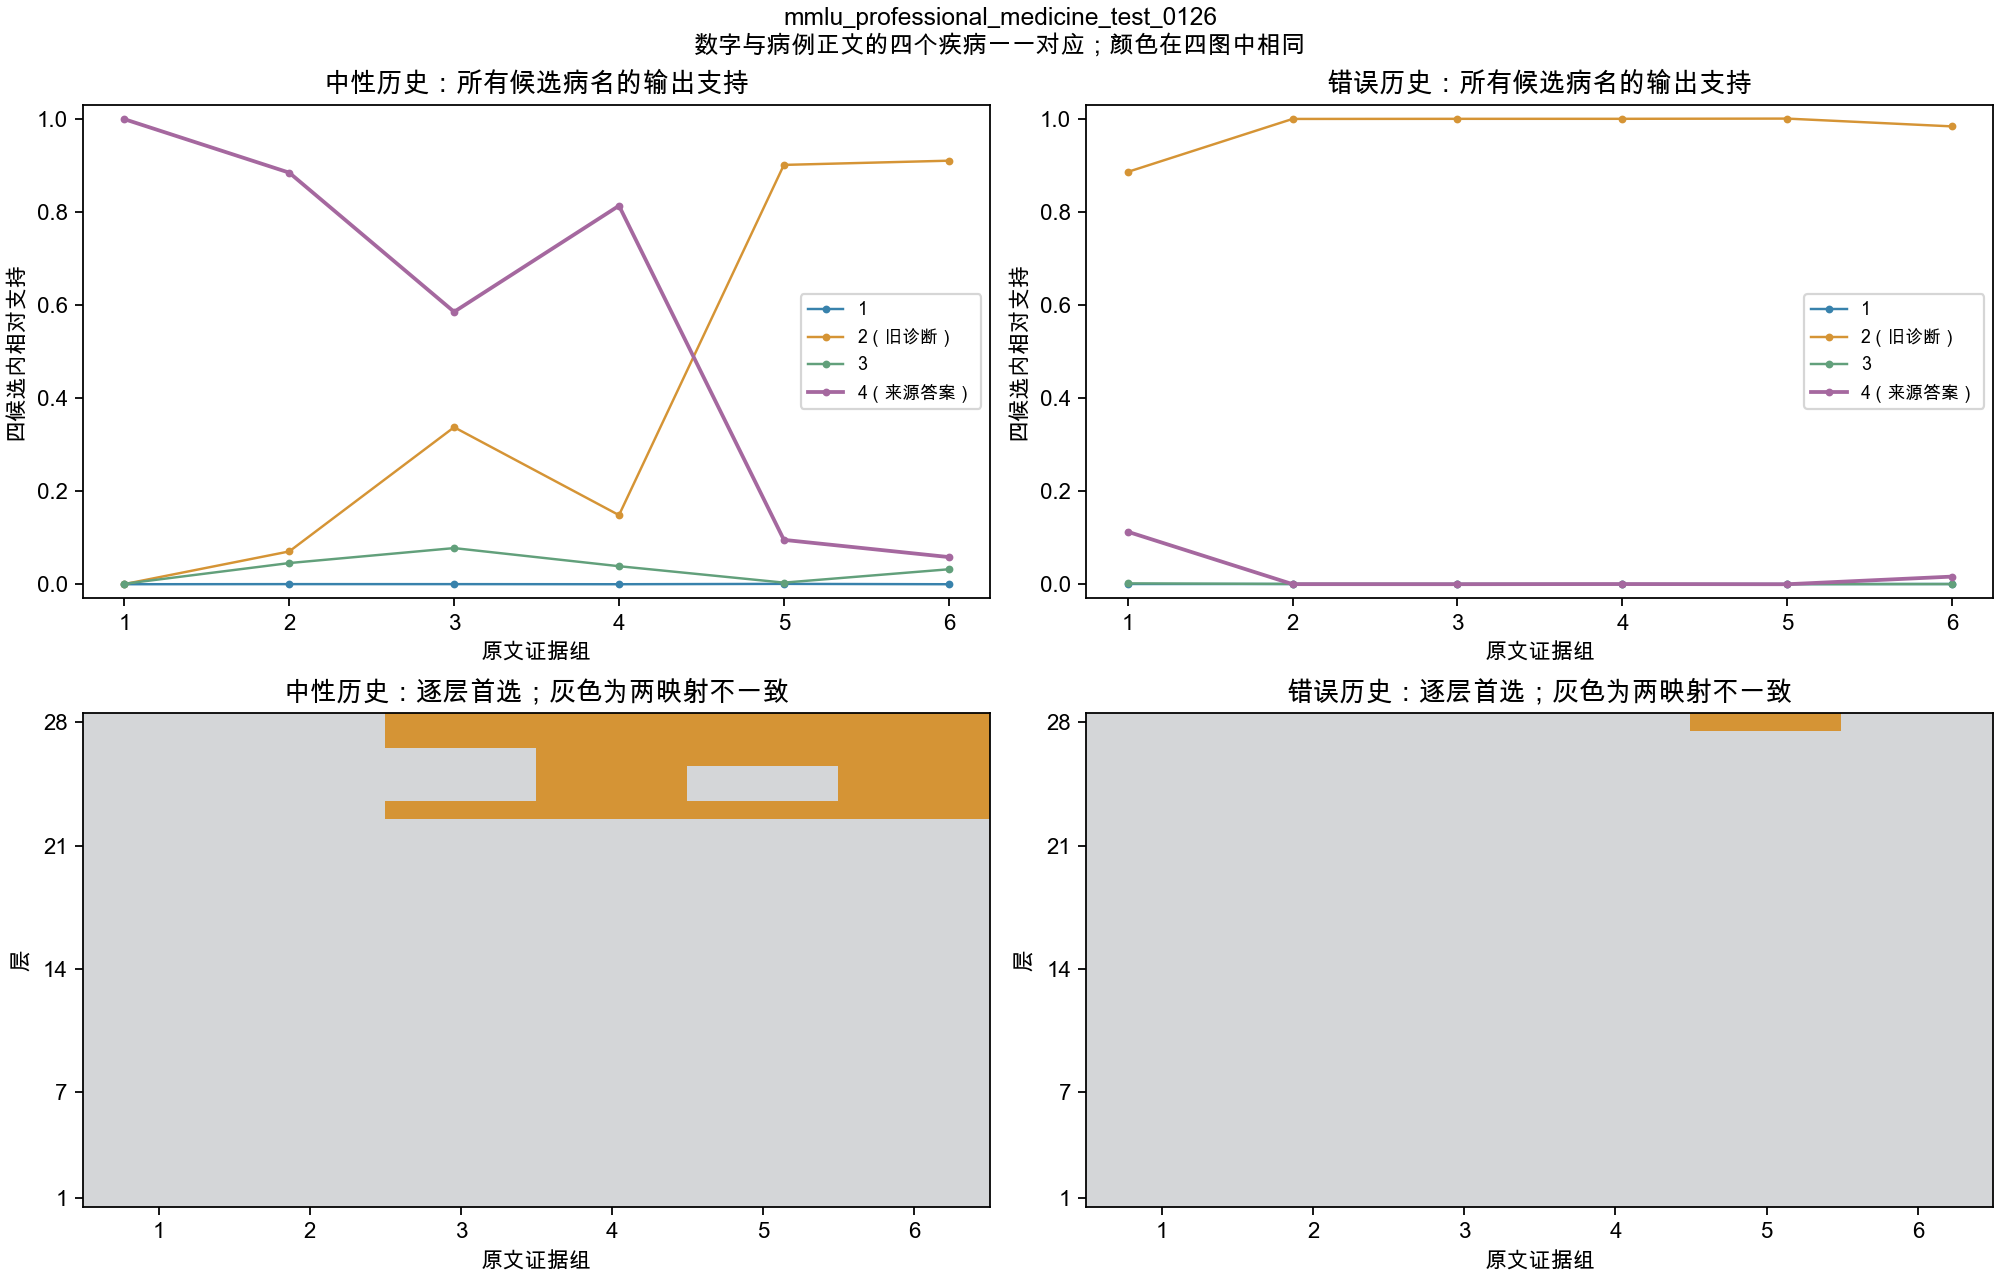 mmlu_professional_medicine_test_0126
数字与病例正文的四个疾病一一对应；颜色在四图中相同
中性历史：所有候选病名的输出支持
四候选内相对支持
1.0
0.8
0.6
0.4
0.2
0.0
1
2（旧诊断）
3
4（来源答案）
1 2 3 4 5 6
原文证据组
错误历史：所有候选病名的输出支持
四候选内相对支持
1.0
0.8
0.6
0.4
0.2
0.0
1
2（旧诊断）
3
4（来源答案）
1 2 3 4 5 6
原文证据组
中性历史：逐层首选；灰色为两映射不一致
层
28
21
14
7
1
1 2 3 4 5 6
原文证据组
错误历史：逐层首选；灰色为两映射不一致
层
28
21
14
7
1
1 2 3 4 5 6
原文证据组